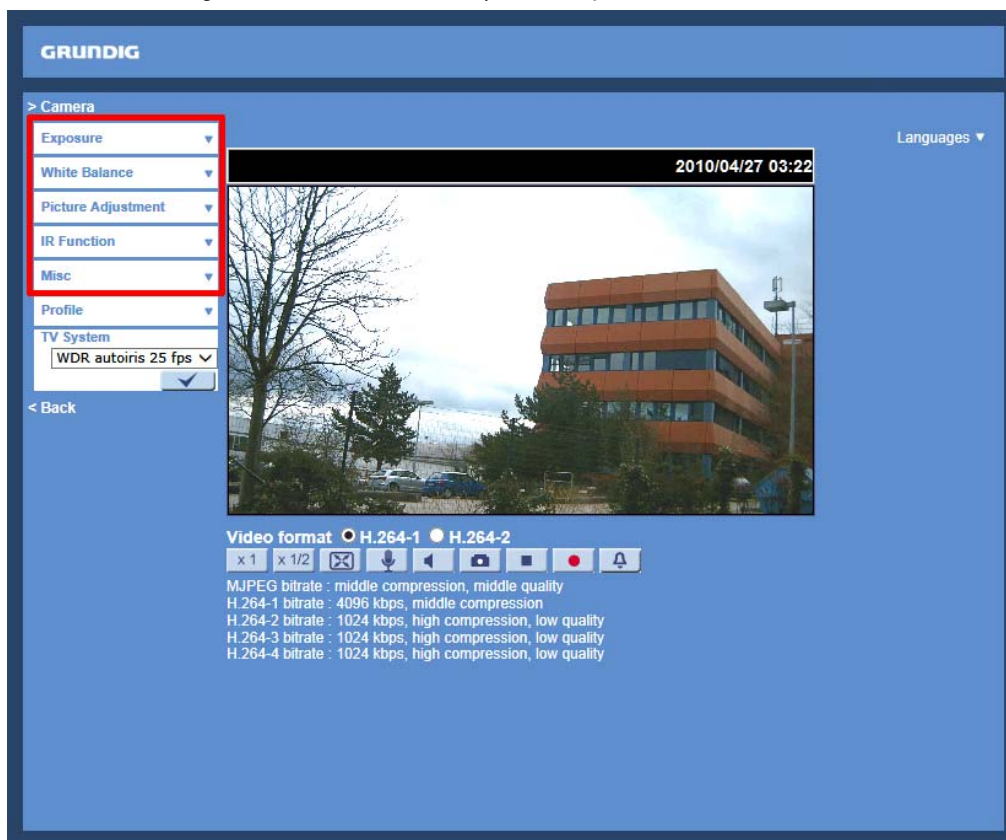 GRUNDIG
> Camera
Exposure
Languages
White Balance
2010/04/27 03:22
Picture Adjustment
IR Function
Misc
Profile
TV System
WDR autoiris 25 fps
< Back
Video format H.264-1 H.264-2
x 1 x 1/2
MJPEG bitrate : middle compression, middle quality
H.264-1 bitrate : 4096 kbps, middle compression
H.264-2 bitrate : 1024 kbps, high compression, low quality
H.264-3 bitrate : 1024 kbps, high compression, low quality
H.264-4 bitrate : 1024 kbps, high compression, low quality